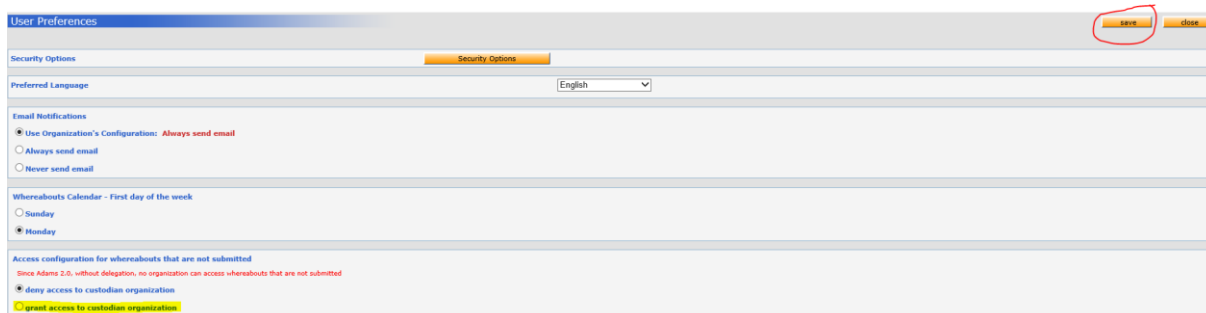 User Preferences
save
close
Security Options
Security Options
Preferred Language
English
Email Notifications
Use Organization's Configuration: Always send email
Always send email
Never send email
Whereabouts Calendar - First day of the week
Sunday
Monday
Access configuration for whereabouts that are not submitted
Since Adams 2.0, without delegation, no organization can access whereabouts that are not submitted
deny access to custodian organization
grant access to custodian organization